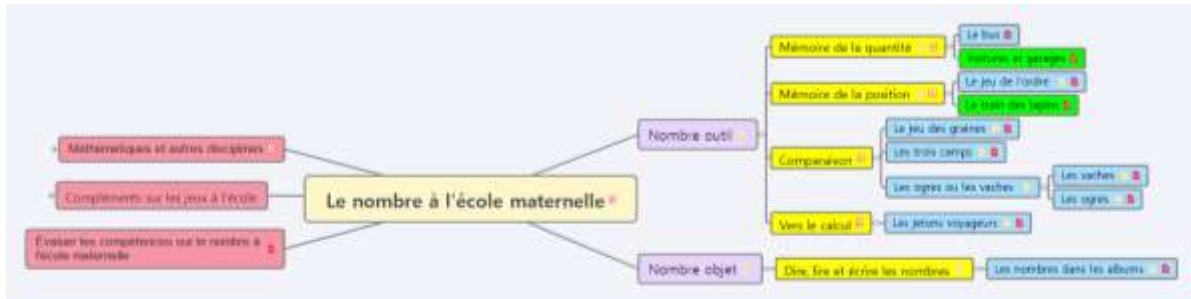 Le nombre à l'école maternelle
Mathématiques et autres disciplines
Compléments sur les jeux à l'école
Evaluer les compétences sur le nombre à
l'école maternelle
Nombre outil
Mémoire de la quantité
Le bus
Voitures et garages
Mémoire de la position
Le jeu de l'ordre
Le train des lapins
Comparaison
Le jeu des graines
Les trois camps
Les ogres ou les vaches
Les vaches
Les ogres
Vers le calcul
Les jetons voyageurs
Nombre objet
Dire, lire et écrire les nombres
Les nombres dans les albums